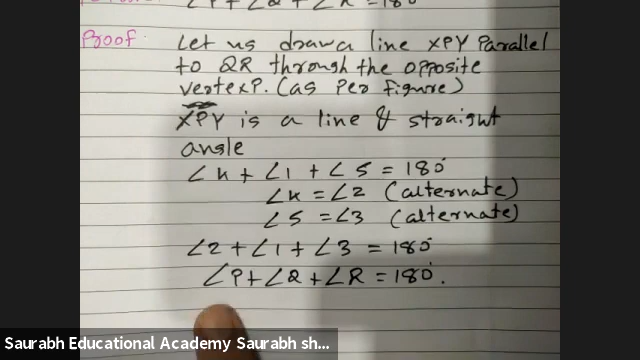 ∠P + ∠Q + ∠R = 180°
Proof. Let us draw a line XPY Parallel
to QR through the opposite
vertex P. (as Per figure)
XPY is a line & straight
angle
∠4 + ∠1 + ∠5 = 180°
∠4 = ∠2 (alternate)
∠5 = ∠3 (alternate)
∠2 + ∠1 + ∠3 = 180°
∠P + ∠Q + ∠R = 180°.
Saurabh Educational Academy Saurabh sh...